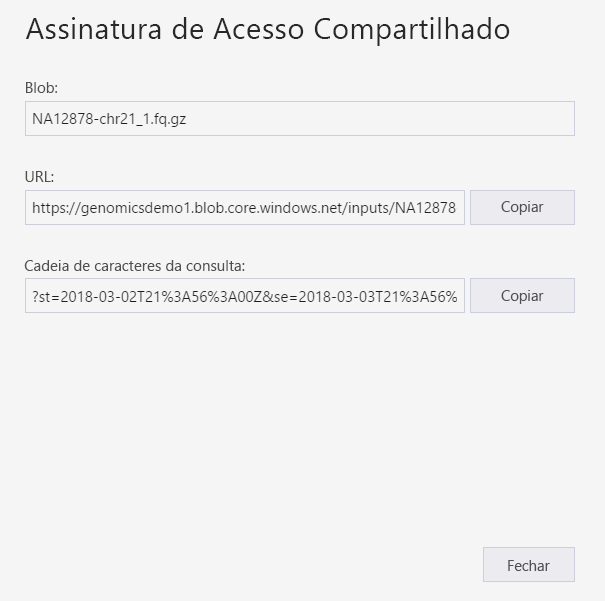 Assinatura de Acesso Compartilhado
Blob:
NA12878-chr21_1.fq.gz
URL:
https://genomicsdemo1.blob.core.windows.net/inputs/NA12878
Copiar
Cadeia de caracteres da consulta:
?st=2018-03-02T21%3A56%3A00Z&se=2018-03-03T21%3A56%
Copiar
Fechar